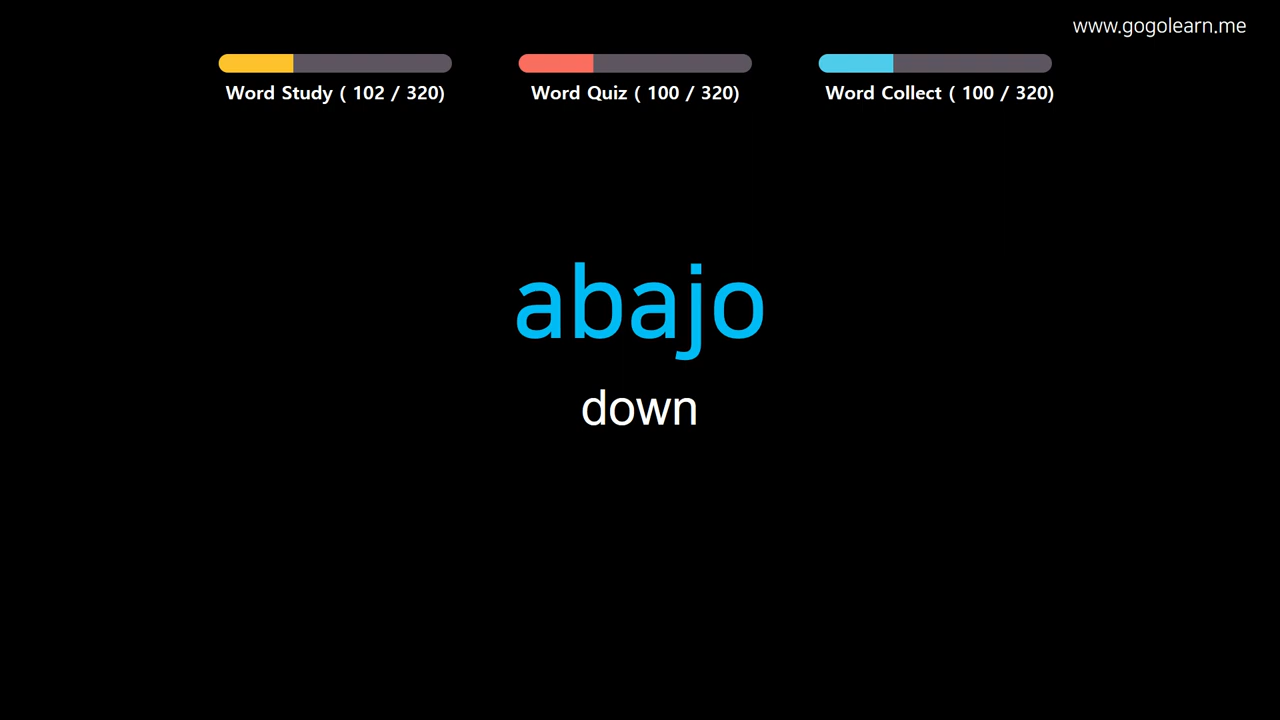 www.gogolearn.me
Word Study ( 102 / 320)
Word Quiz ( 100 / 320)
Word Collect ( 100 / 320)
abajo
down